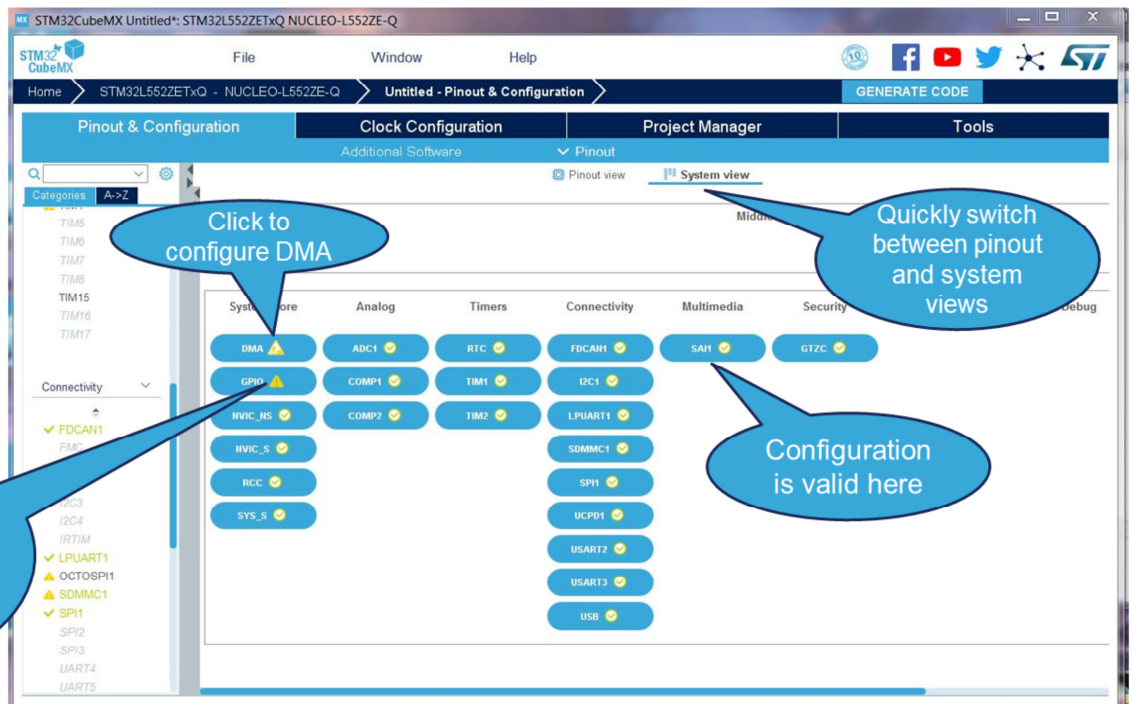 STM32CubeMX Untitled*: STM32L552ZETxQ NUCLEO-L552ZE-Q
STM32
CubeMX
File
Window
Help
10
Home
STM32L552ZETxQ - NUCLEO-L552ZE-Q
Untitled - Pinout & Configuration
GENERATE CODE
Pinout & Configuration
Clock Configuration
Project Manager
Tools
Additional Software
Pinout
Pinout view
System view
Categories
A->Z
TIM5
TIM6
TIM7
TIM8
TIM15
TIM16
TIM17
Connectivity
FDCAN1
FMC
I2C3
I2C4
IRTIM
LPUART1
OCTOSPI1
SDMMC1
SPI1
SPI2
SPI3
UART4
UART5
Click to
configure DMA
Quickly switch
between pinout
and system
views
Analog
Timers
Connectivity
Multimedia
Security
Debug
DMA
ADC1
RTC
FDCAN1
SAI1
GTZC
GPIO
COMP1
TIM1
I2C1
NVIC_NS
COMP2
TIM2
LPUART1
NVIC_S
SDMMC1
RCC
SPI1
SYS_S
UCPD1
USART2
USART3
USB
Configuration
is valid here